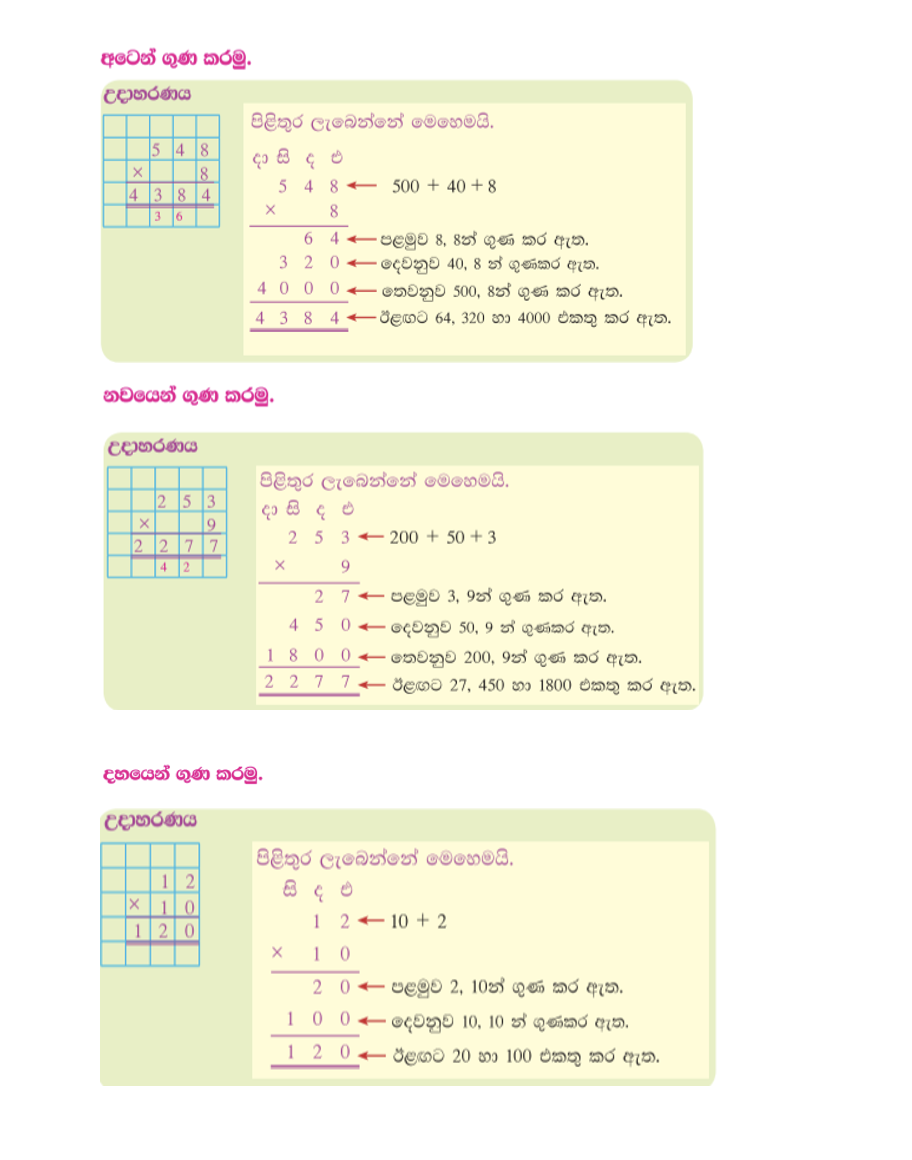 අටෙන් ගුණ කරමු.
උදාහරණය
5 4 8
× 8
4 3 8 4
3 6
පිළිතුර ලැබෙන්නේ මෙහෙමයි.
දා සි ද එ
5 4 8 ← 500 + 40 + 8
× 8
6 4 ← පළමුව 8, 8න් ගුණ කර ඇත.
3 2 0 ← දෙවනුව 40, 8 න් ගුණකර ඇත.
4 0 0 0 ← තෙවනුව 500, 8න් ගුණ කර ඇත.
4 3 8 4 ← ඊළඟට 64, 320 හා 4000 එකතු කර ඇත.
නවයෙන් ගුණ කරමු.
උදාහරණය
2 5 3
× 9
2 2 7 7
4 2
පිළිතුර ලැබෙන්නේ මෙහෙමයි.
දා සි ද එ
2 5 3 ← 200 + 50 + 3
× 9
2 7 ← පළමුව 3, 9න් ගුණ කර ඇත.
4 5 0 ← දෙවනුව 50, 9 න් ගුණකර ඇත.
1 8 0 0 ← තෙවනුව 200, 9න් ගුණ කර ඇත.
2 2 7 7 ← ඊළඟට 27, 450 හා 1800 එකතු කර ඇත.
දහයෙන් ගුණ කරමු.
උදාහරණය
1 2
× 1 0
1 2 0
පිළිතුර ලැබෙන්නේ මෙහෙමයි.
සි ද එ
1 2 ← 10 + 2
× 1 0
2 0 ← පළමුව 2, 10න් ගුණ කර ඇත.
1 0 0 ← දෙවනුව 10, 10 න් ගුණකර ඇත.
1 2 0 ← ඊළඟට 20 හා 100 එකතු කර ඇත.